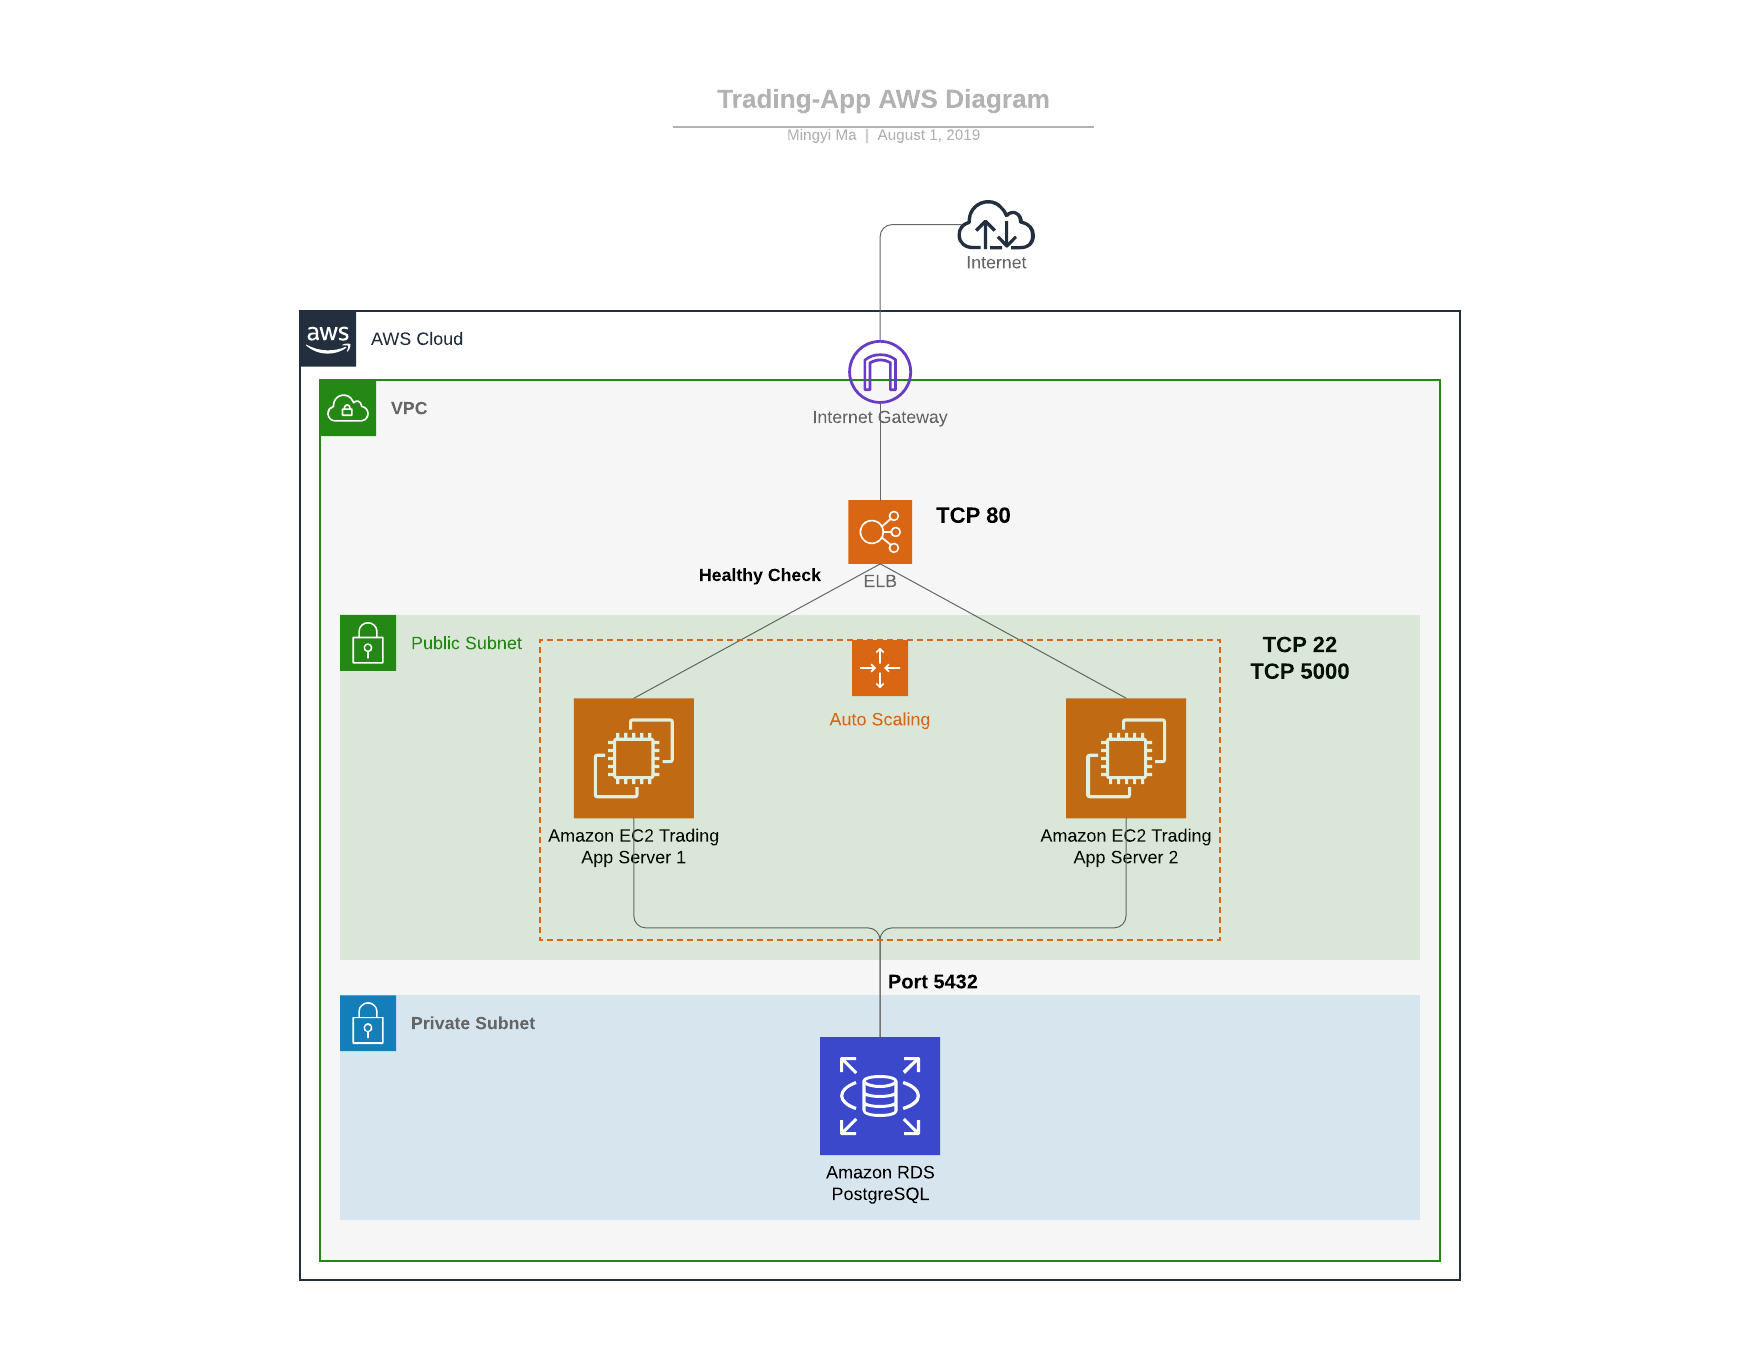 Trading-App AWS Diagram
Mingyi Ma | August 1, 2019
Internet
aws
AWS Cloud
VPC
Internet Gateway
TCP 80
Healthy Check
ELB
Public Subnet
TCP 22
TCP 5000
Auto Scaling
Amazon EC2 Trading
App Server 1
Amazon EC2 Trading
App Server 2
Port 5432
Private Subnet
Amazon RDS
PostgreSQL